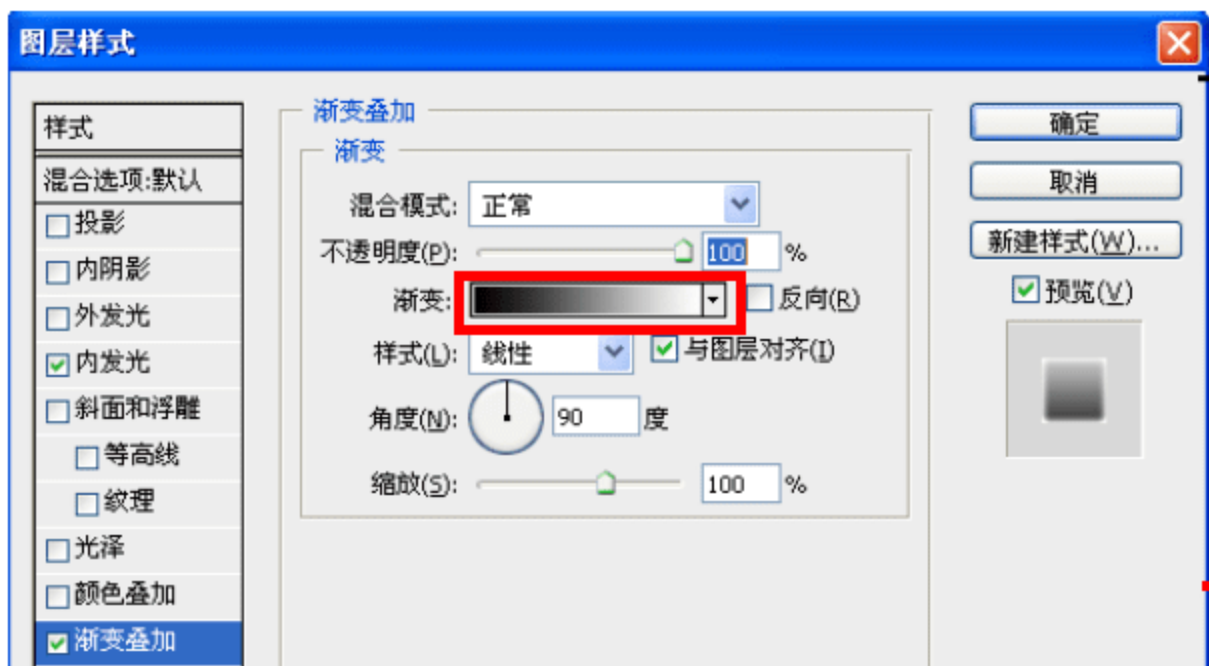 图层样式
样式
混合选项:默认
投影
内阴影
外发光
内发光
斜面和浮雕
等高线
纹理
光泽
颜色叠加
渐变叠加
渐变叠加
渐变
混合模式: 正常
不透明度(P): 100 %
渐变: 反向(R)
样式(L): 线性 与图层对齐(I)
角度(N): 90 度
缩放(S): 100 %
确定
取消
新建样式(W)...
预览(V)